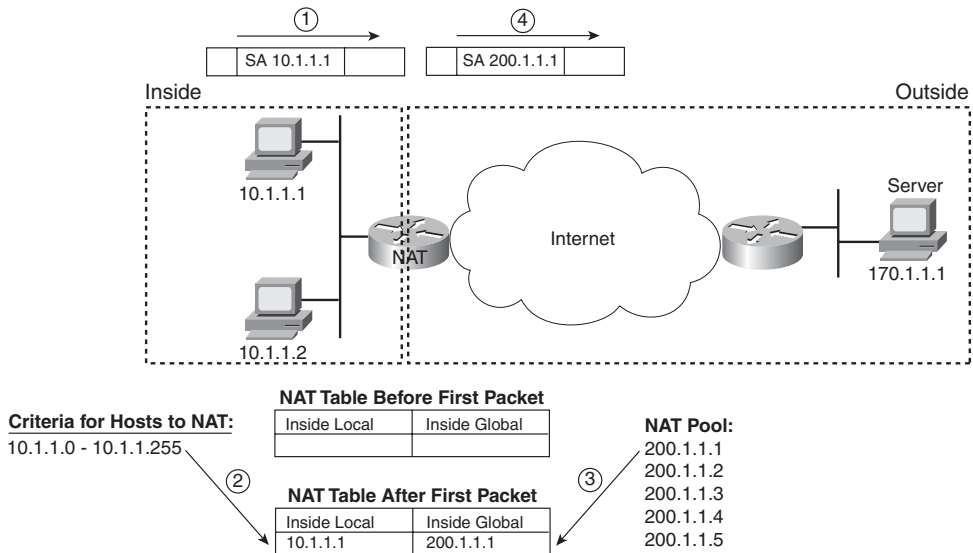 1
4
SA 10.1.1.1
SA 200.1.1.1
Inside
Outside
10.1.1.1
Server
NAT
Internet
170.1.1.1
10.1.1.2
NAT Table Before First Packet
Criteria for Hosts to NAT:
Inside Local Inside Global
NAT Pool:
10.1.1.0 - 10.1.1.255
200.1.1.1
200.1.1.2
2
3
200.1.1.3
NAT Table After First Packet
200.1.1.4
Inside Local Inside Global
10.1.1.1 200.1.1.1
200.1.1.5